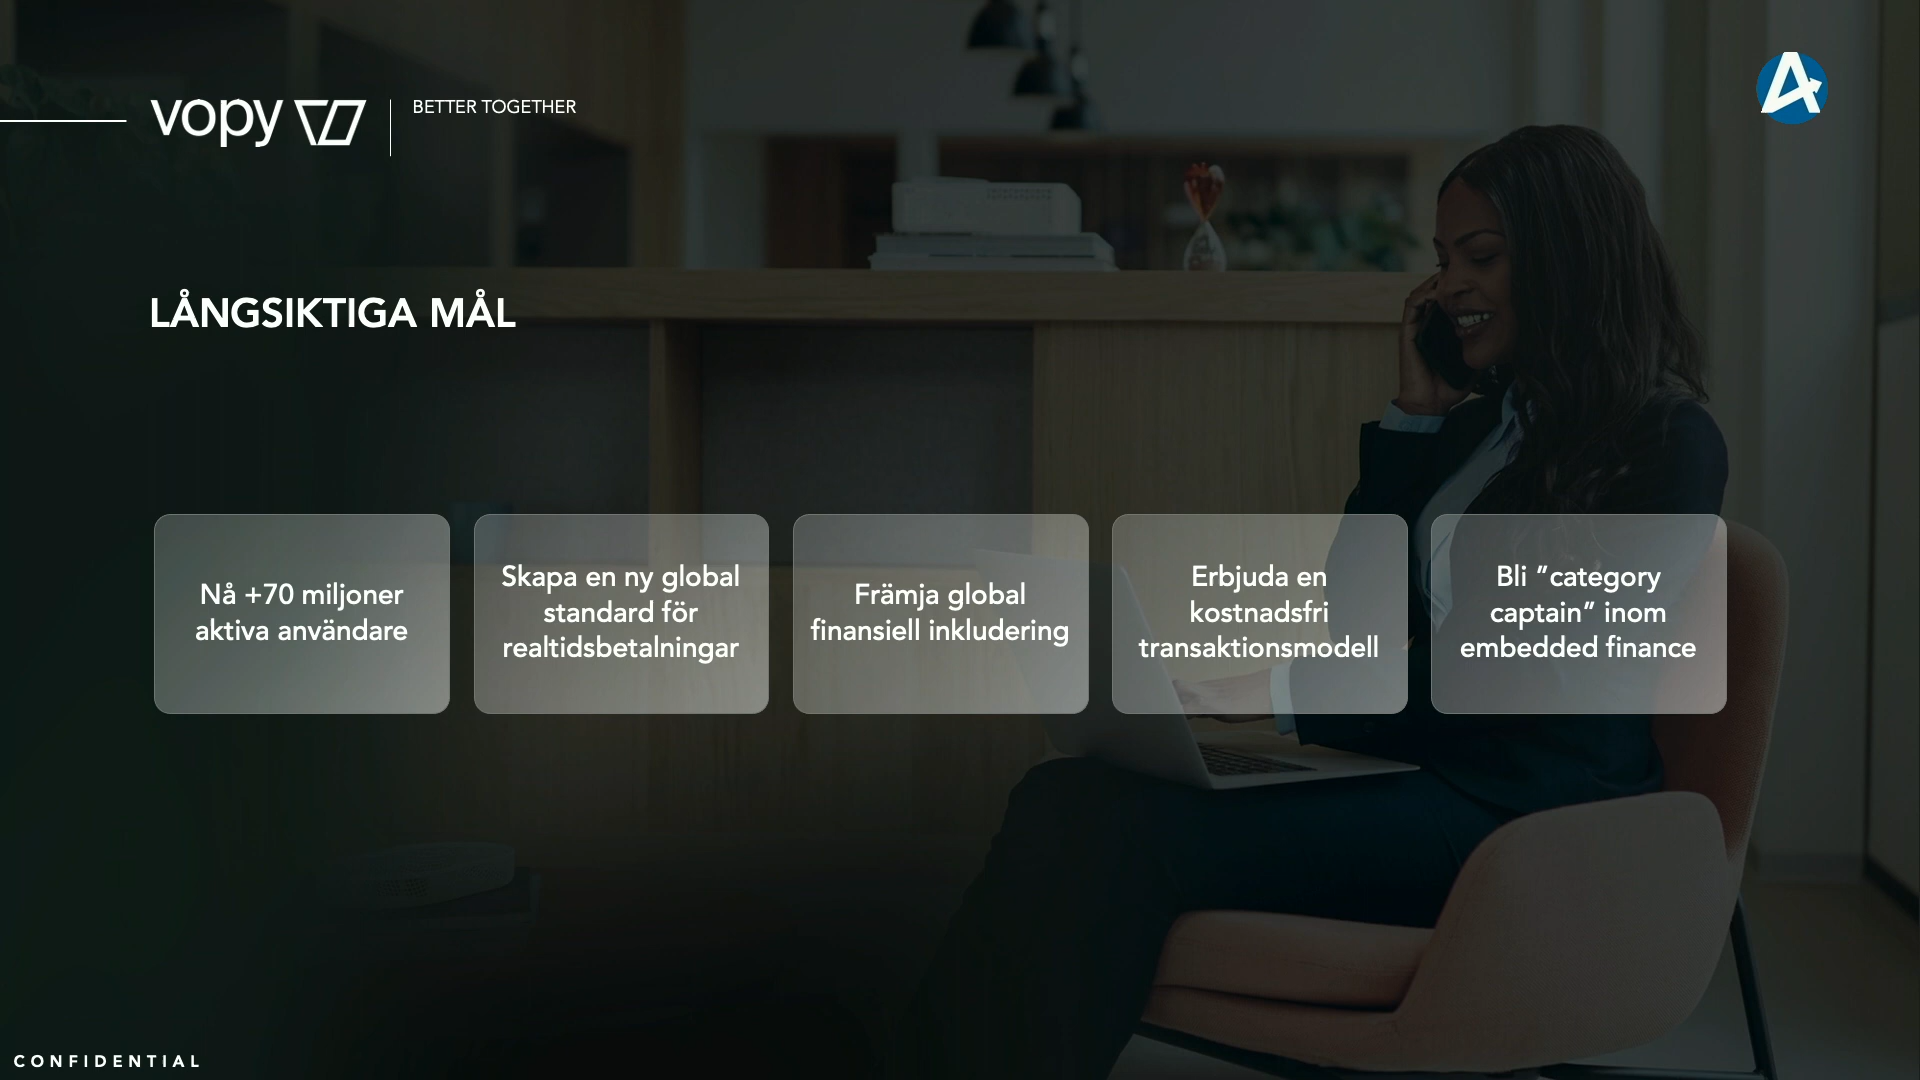 vopy
BETTER TOGETHER
LÅNGSIKTIGA MÅL
Nå +70 miljoner
aktiva användare
Skapa en ny global
standard för
realtidsbetalningar
Främja global
finansiell inkludering
Erbjuda en
kostnadsfri
transaktionsmodell
Bli ”category
captain” inom
embedded finance
CONFIDENTIAL